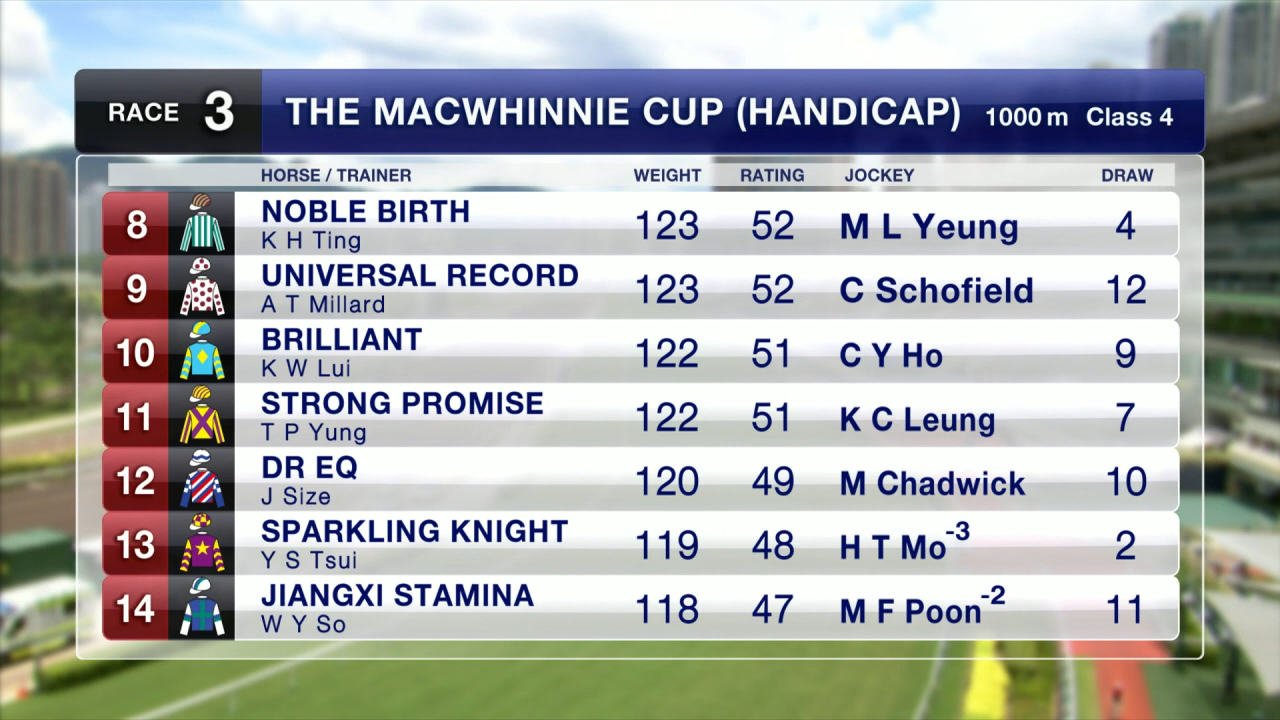 RACE 3 THE MACWHINNIE CUP (HANDICAP) 1000 m Class 4
HORSE / TRAINER WEIGHT RATING JOCKEY DRAW
8 NOBLE BIRTH 123 52 M L Yeung 4
K H Ting
9 UNIVERSAL RECORD 123 52 C Schofield 12
A T Millard
10 BRILLIANT 122 51 C Y Ho 9
K W Lui
11 STRONG PROMISE 122 51 K C Leung 7
T P Yung
12 DR EQ 120 49 M Chadwick 10
J Size
13 SPARKLING KNIGHT 119 48 H T Mo-3 2
Y S Tsui
14 JIANGXI STAMINA 118 47 M F Poon-2 11
W Y So